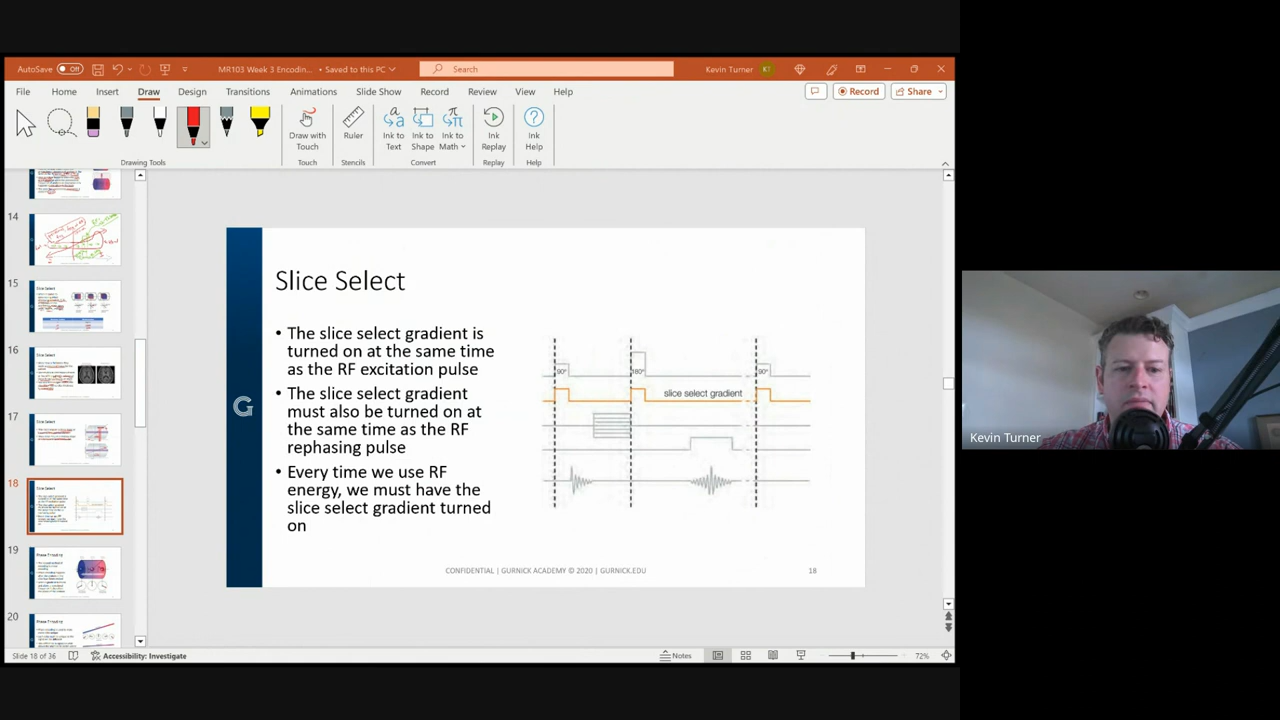 AutoSave Off MR103 Week 3 Encodin... • Saved to this PC Search Kevin Turner KT
File Home Insert Draw Design Transitions Animations Slide Show Record Review View Help Record Share
Draw with Touch
Ruler
Ink to Text
Ink to Shape
Ink to Math
Ink Replay
Ink Help
Drawing Tools Touch Stencils Convert Replay Help
14
15
16
17
18
19
20
Slice Select
• The slice select gradient is
turned on at the same time
as the RF excitation pulse
• The slice select gradient
must also be turned on at
the same time as the RF
rephasing pulse
• Every time we use RF
energy, we must have the
slice select gradient turned
on
90° 180° 90°
slice select gradient
G
CONFIDENTIAL | GURNICK ACADEMY © 2020 | GURNICK.EDU 18
Kevin Turner
Slide 18 of 36 Accessibility: Investigate Notes 72%